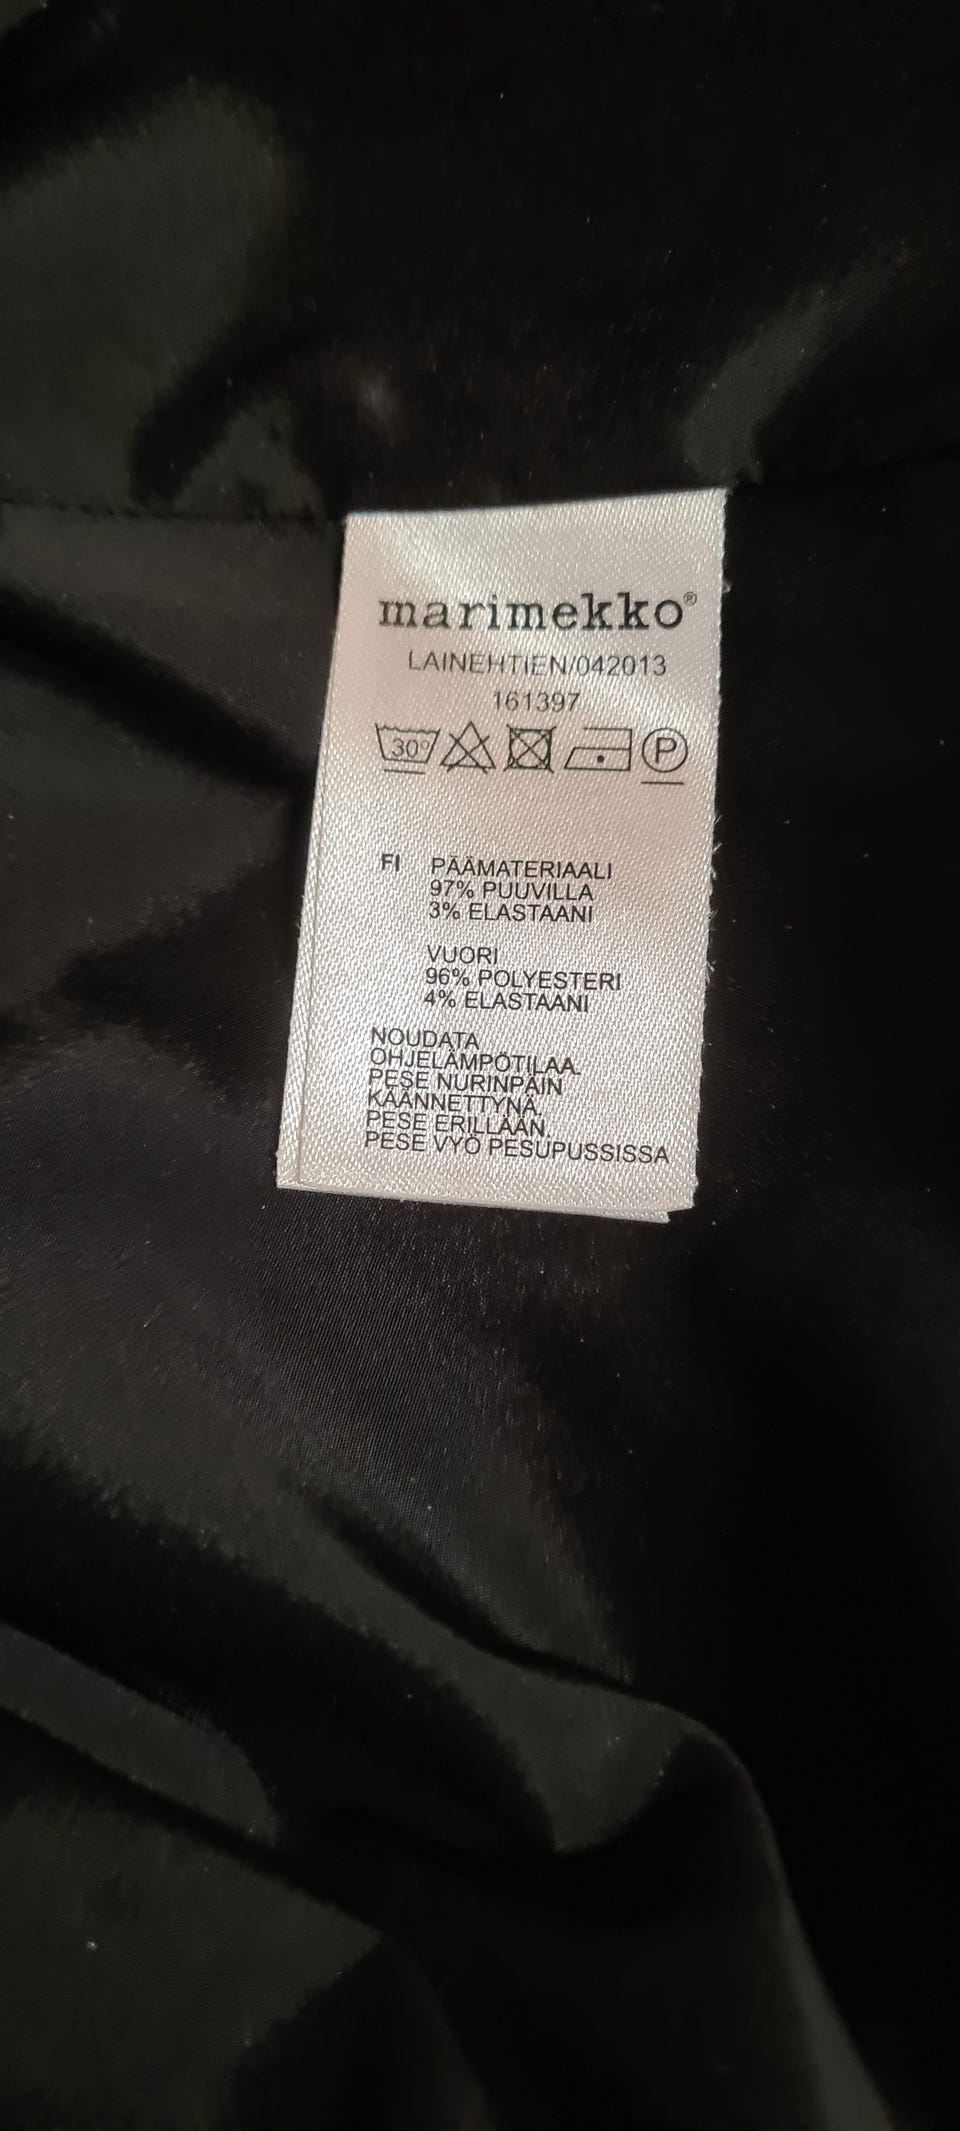 marimekko®
LAINEHTIEN/042013
161397
30° P
FI PÄÄMATERIAALI
97% PUUVILLA
3% ELASTAANI
VUORI
96% POLYESTERI
4% ELASTAANI
NOUDATA
OHJELÄMPÖTILAA.
PESE NURINPÄIN
KÄÄNNETTYNÄ.
PESE ERILLÄÄN.
PESE VYÖ PESUPUSSISSA